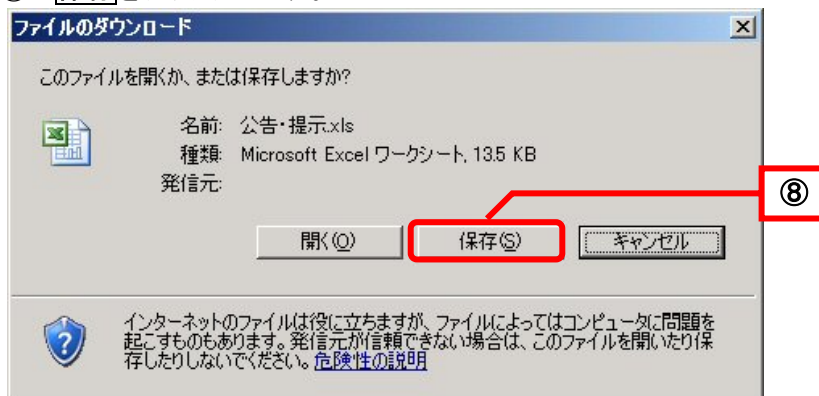 ファイルのダウンロード
このファイルを開くか、または保存しますか?
名前: 公告・提示.xls
種類: Microsoft Excel ワークシート, 13.5 KB
発信元:
⑧
開く(O) 保存(S) キャンセル
インターネットのファイルは役に立ちますが、ファイルによってはコンピュータに問題を
起こすものもあります。発信元が信頼できない場合は、このファイルを開いたり保
存したりしないでください。危険性の説明